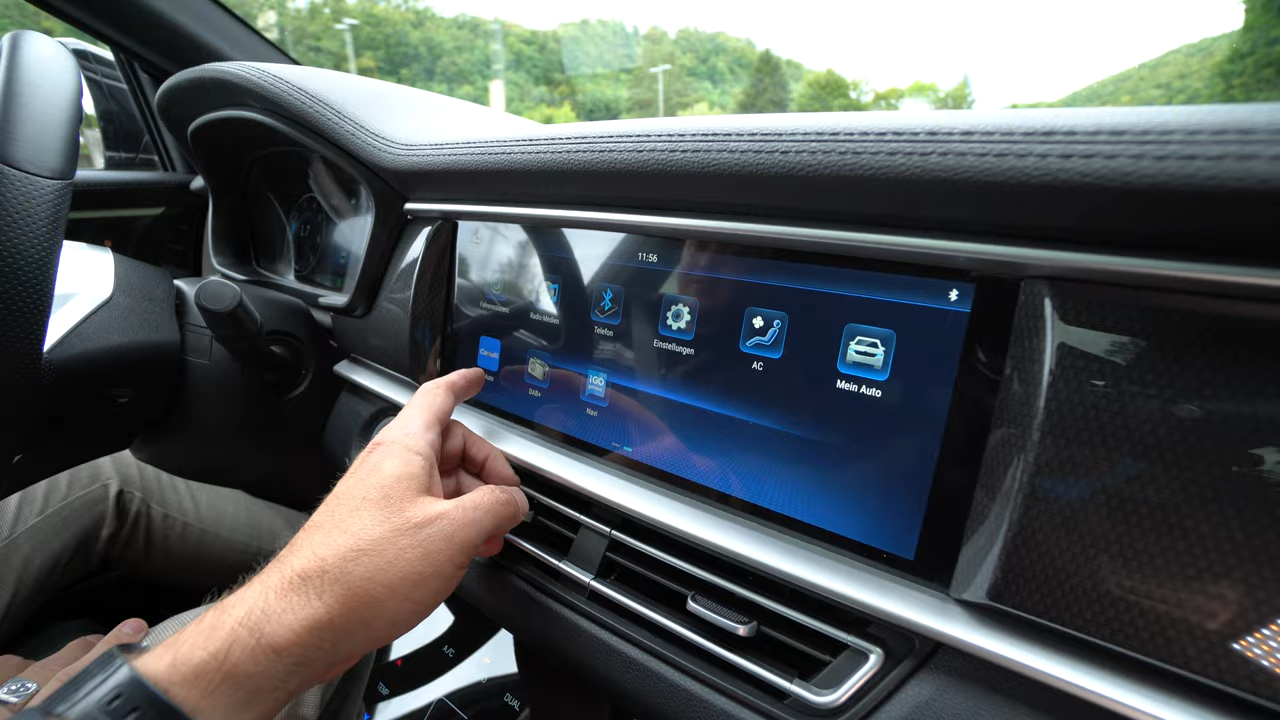 11:56
Radio Medien
Telefon
Einstellungen
AC
Mein Auto
DAB+
iGO
Navi
A/C
TEMP
DUAL